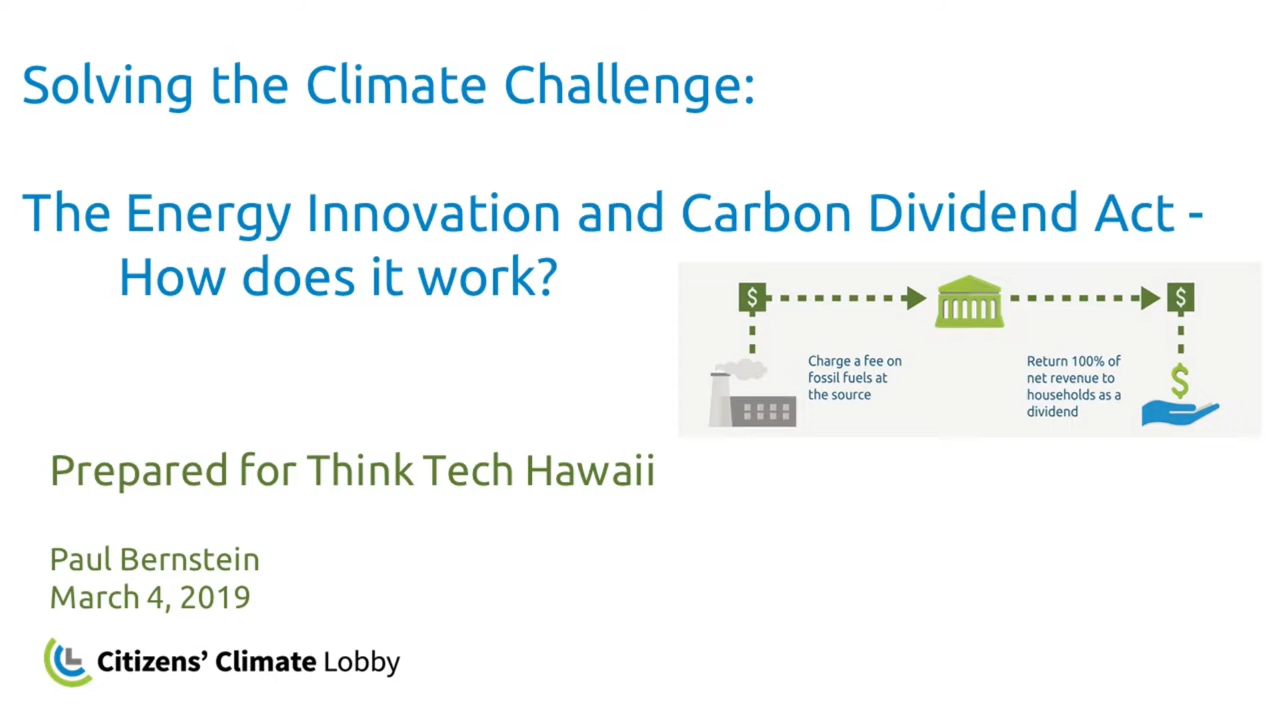 Solving the Climate Challenge:
The Energy Innovation and Carbon Dividend Act -
How does it work?
$
$
Charge a fee on
fossil fuels at
the source
Return 100% of
net revenue to
households as a
dividend
$
Prepared for Think Tech Hawaii
Paul Bernstein
March 4, 2019
Citizens’ Climate Lobby